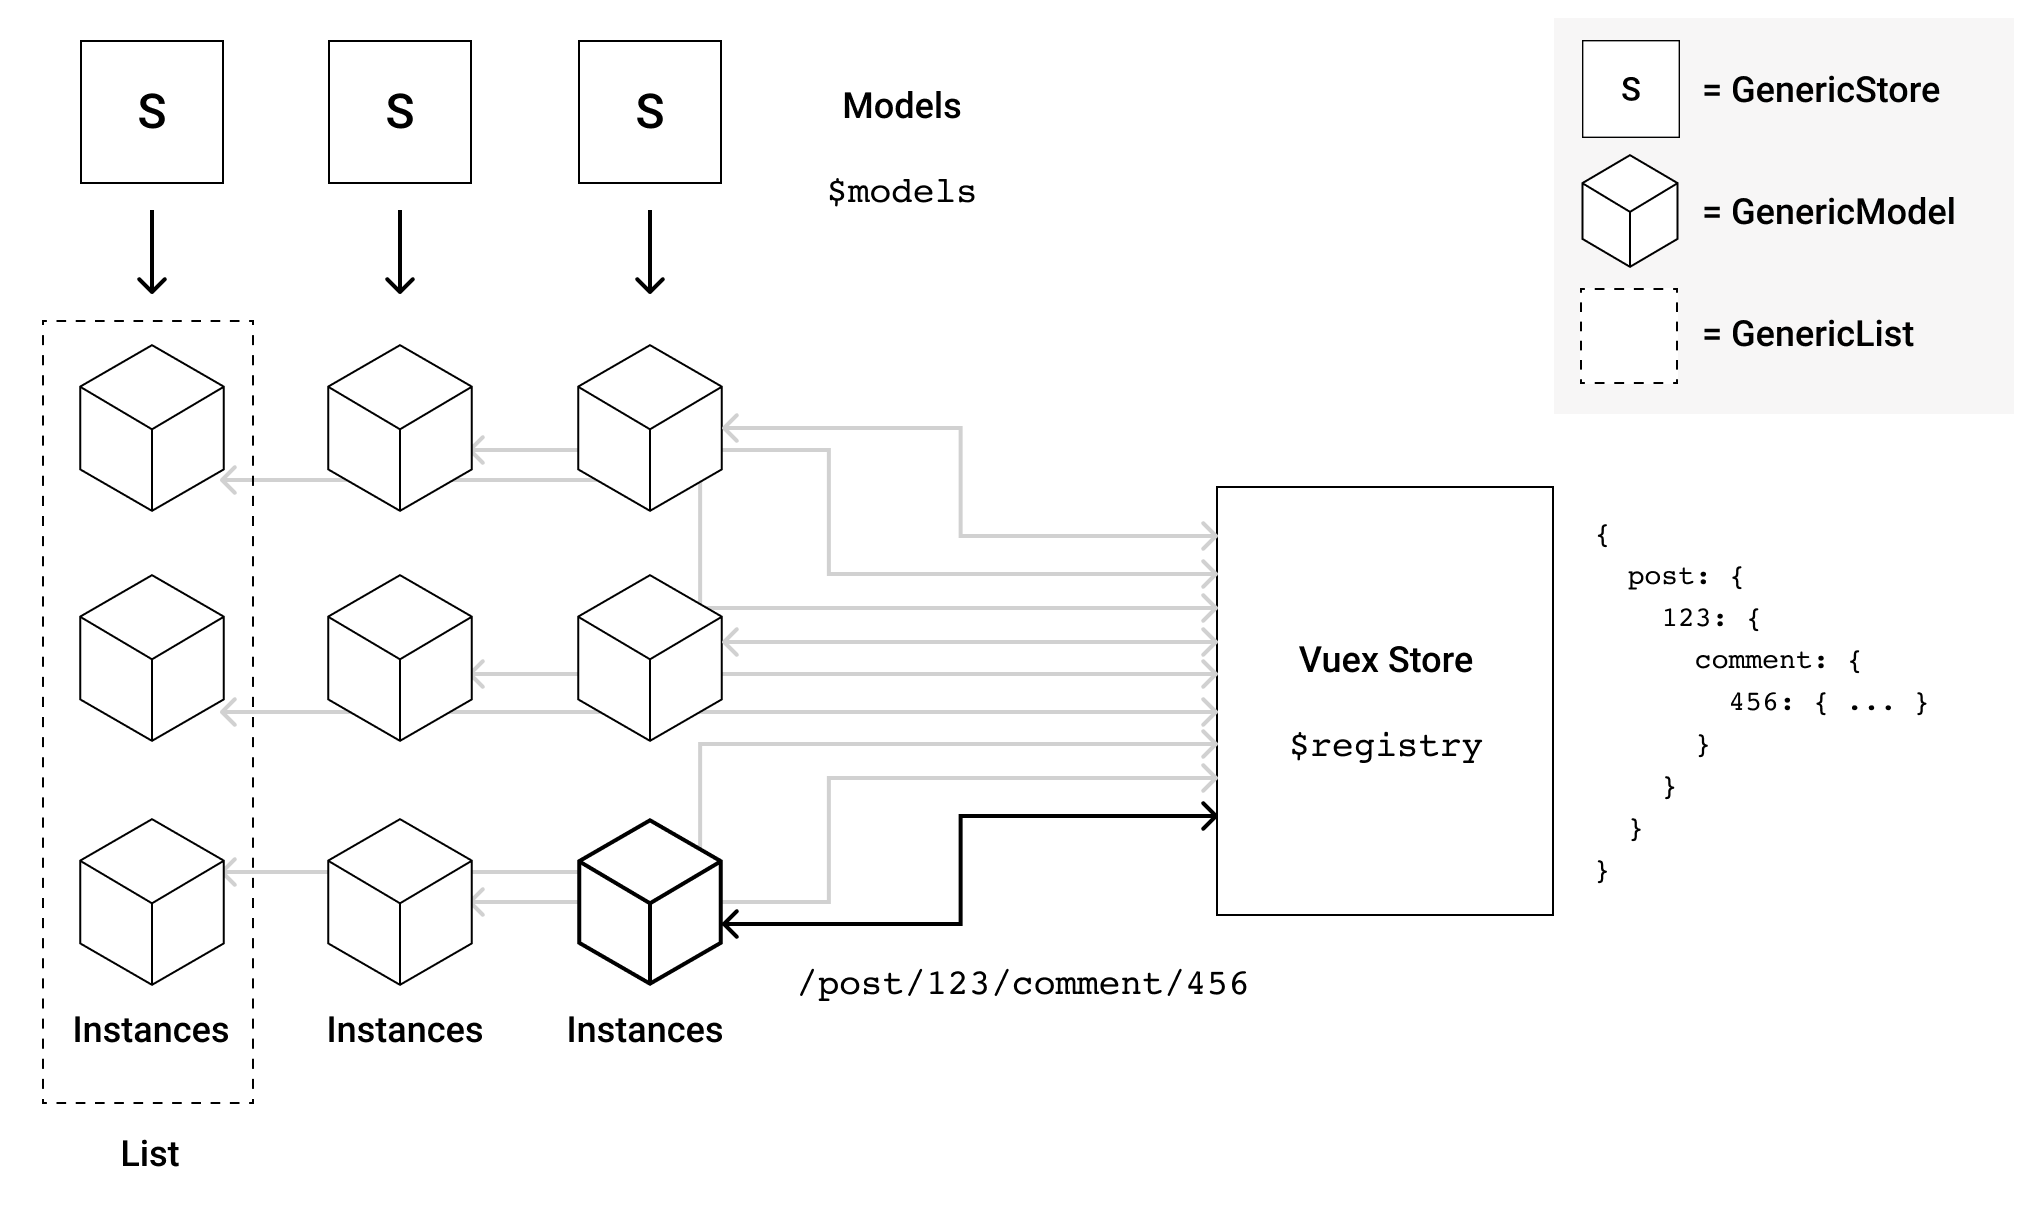 S
S
S
Models
$models
S
= GenericStore
= GenericModel
= GenericList
Vuex Store
$registry
{
post: {
123: {
comment: {
456: { ... }
}
}
}
}
/post/123/comment/456
Instances
Instances
Instances
List